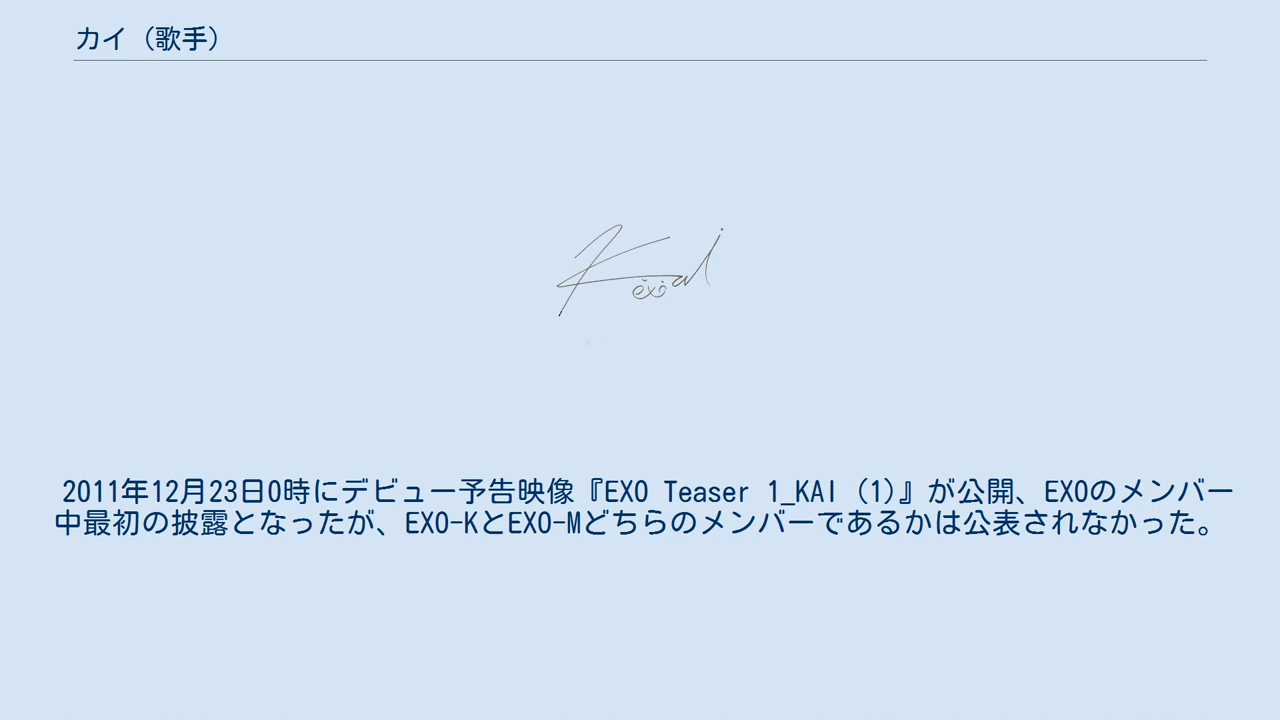 カイ（歌手）
Kai
exo
2011年12月23日0時にデビュー予告映像『EXO Teaser 1_KAI (1)』が公開、EXOのメンバー
中最初の披露となったが、EXO-KとEXO-Mどちらのメンバーであるかは公表されなかった。